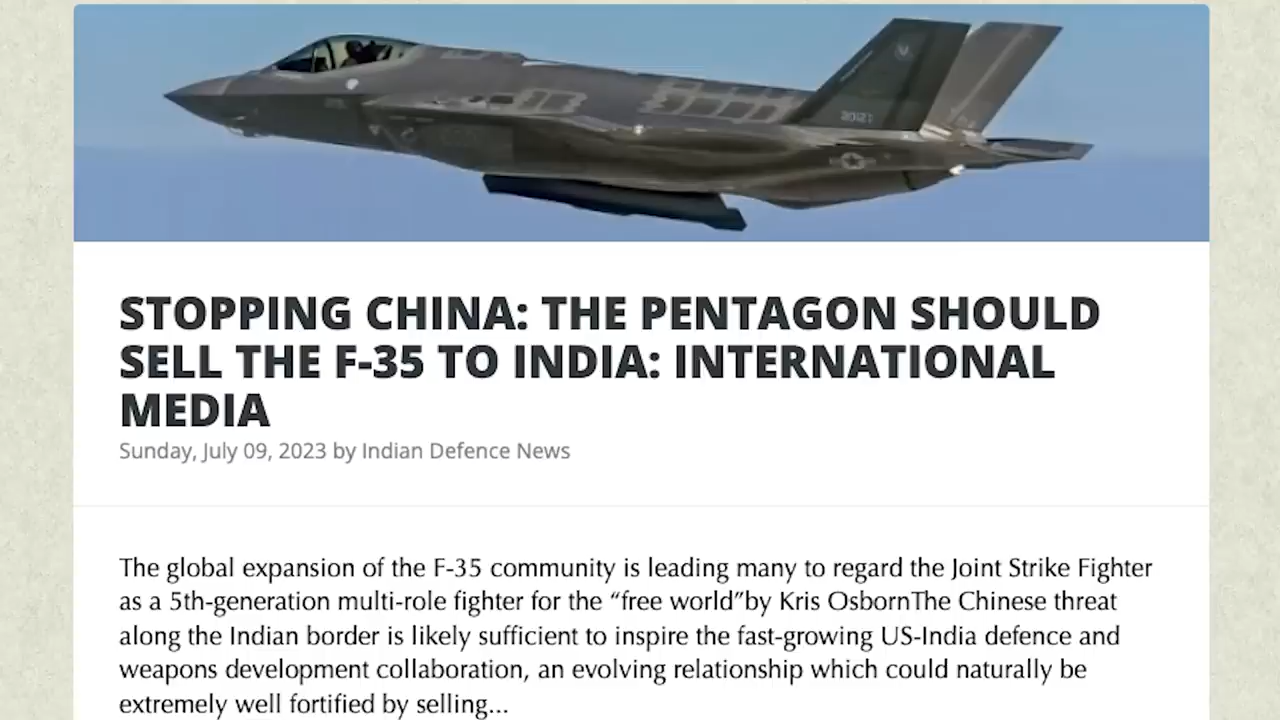 STOPPING CHINA: THE PENTAGON SHOULD
SELL THE F-35 TO INDIA: INTERNATIONAL
MEDIA
Sunday, July 09, 2023 by Indian Defence News
The global expansion of the F-35 community is leading many to regard the Joint Strike Fighter
as a 5th-generation multi-role fighter for the “free world”by Kris OsbornThe Chinese threat
along the Indian border is likely sufficient to inspire the fast-growing US-India defence and
weapons development collaboration, an evolving relationship which could naturally be
extremely well fortified by selling...